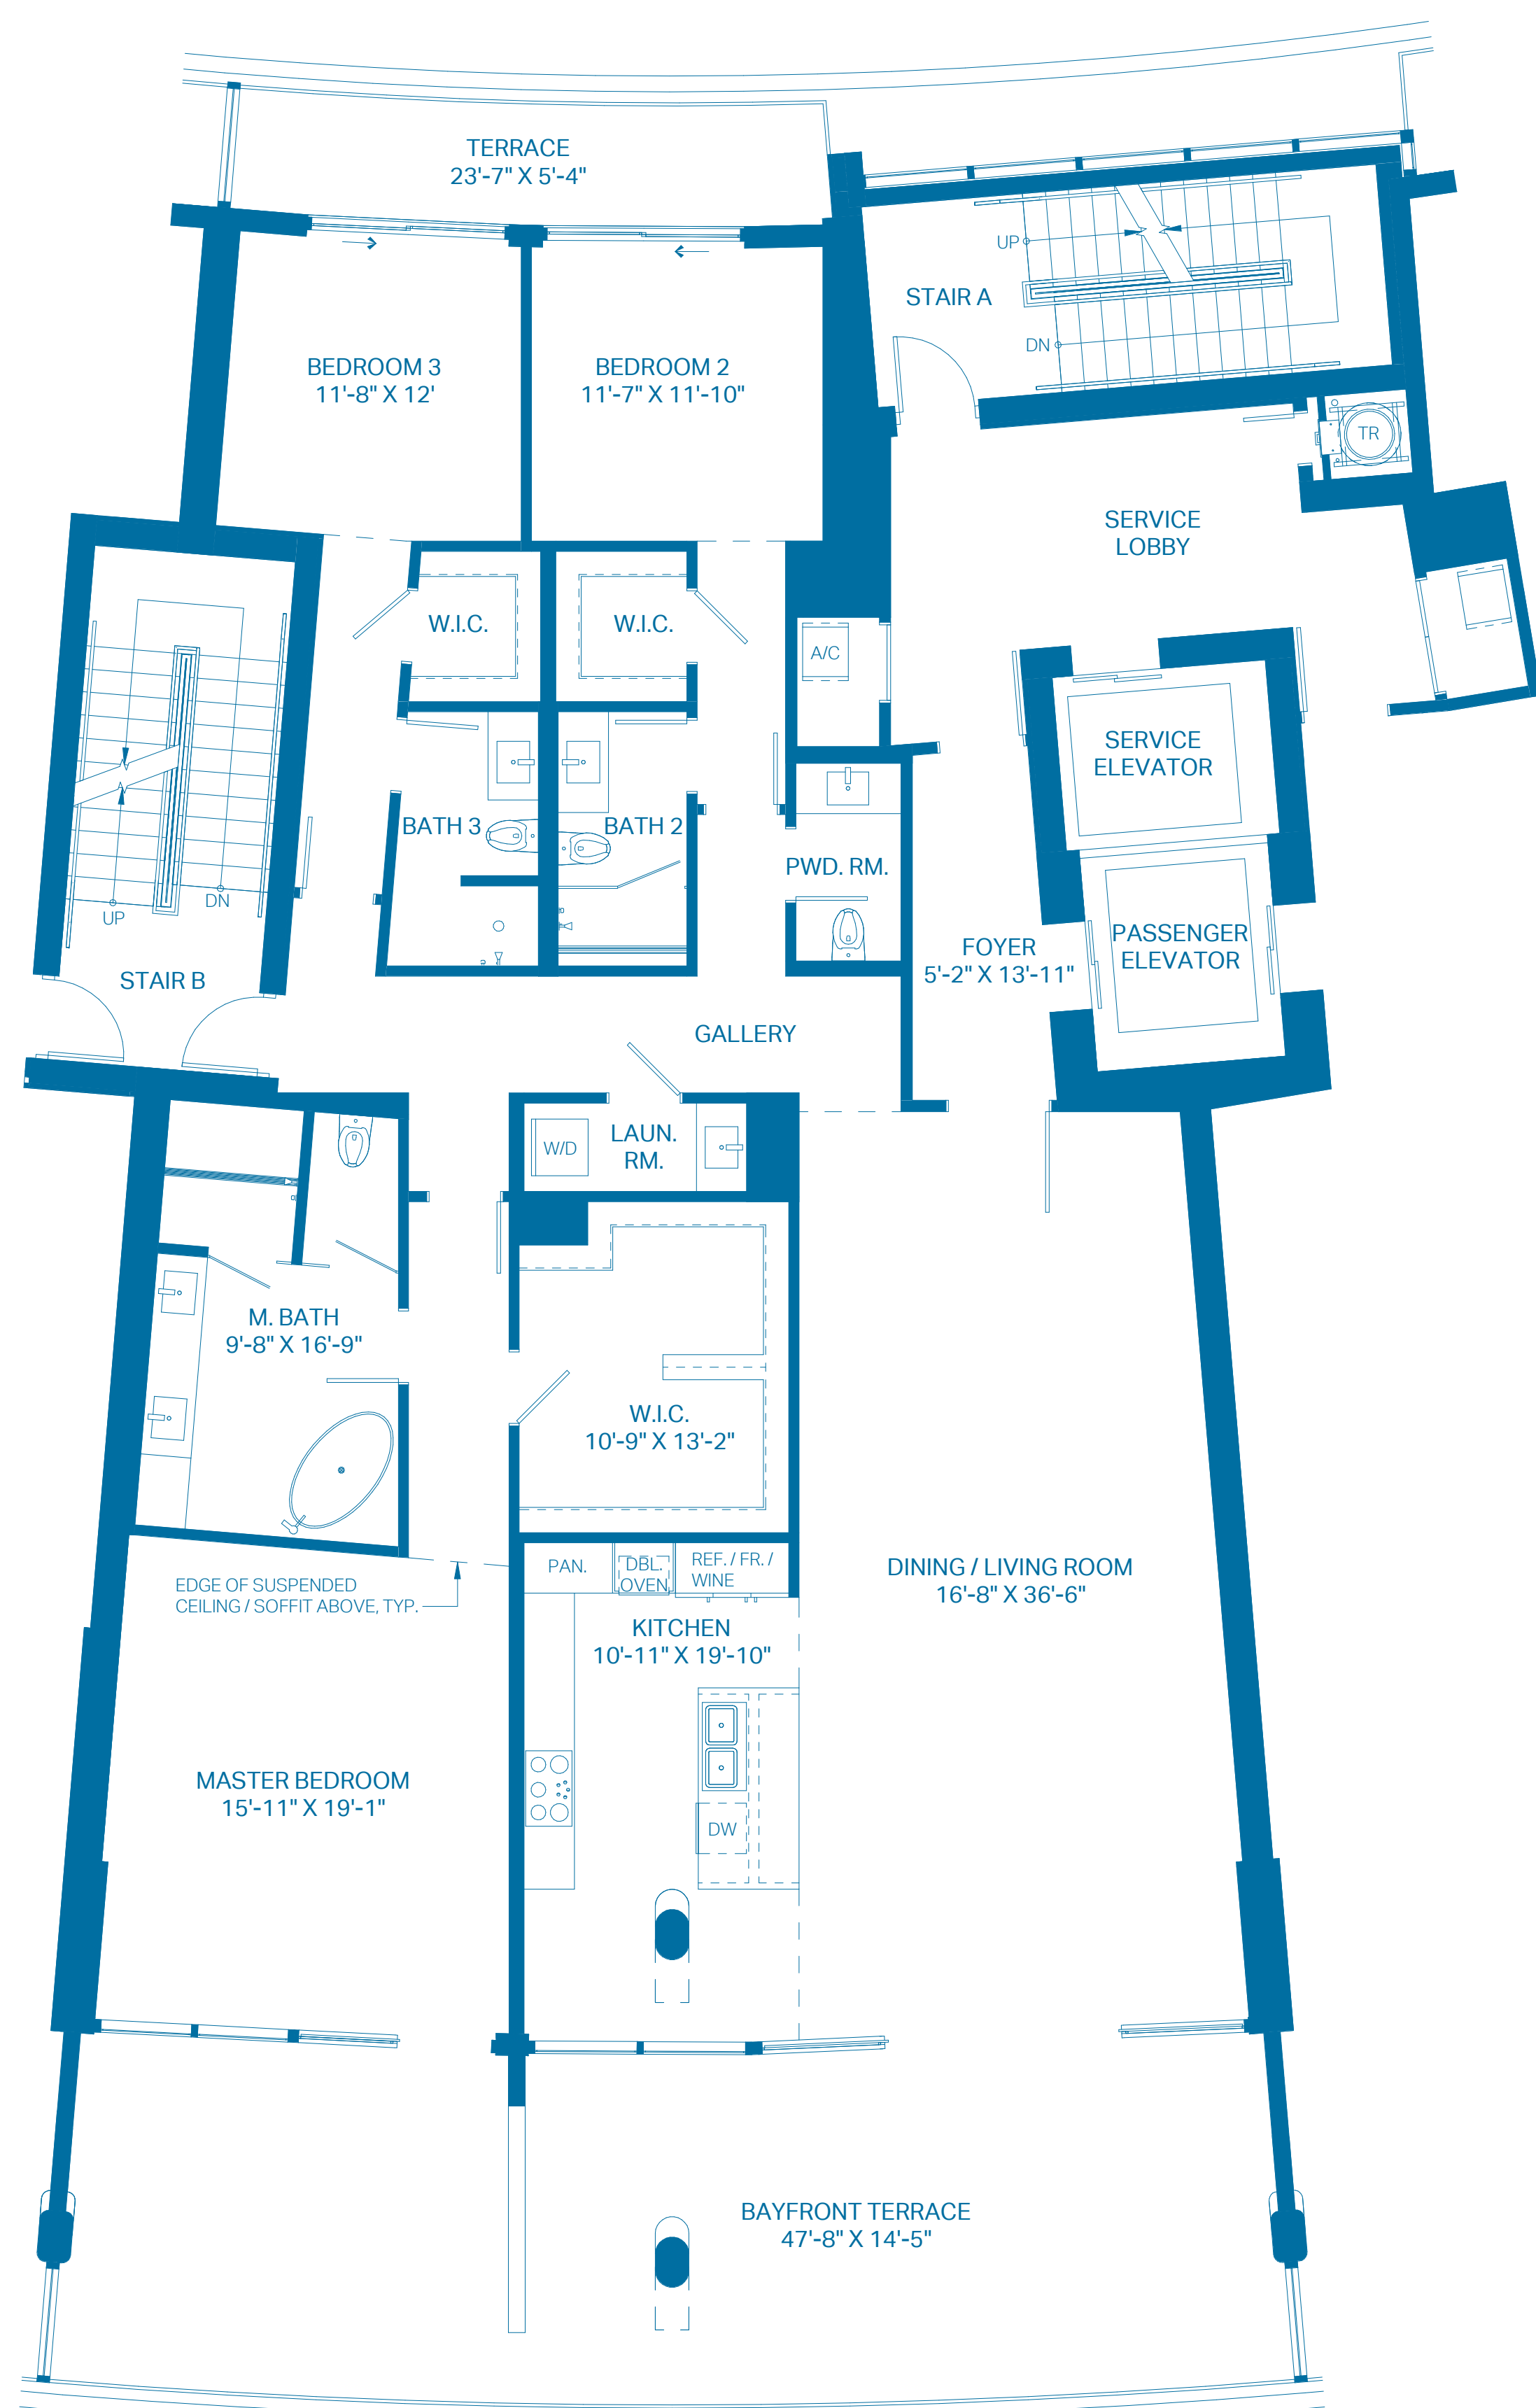 TERRACE
23'-7" X 5'-4"
UP
STAIR A
DN
BEDROOM 3
11'-8" X 12'
BEDROOM 2
11'-7" X 11'-10"
TR
SERVICE
LOBBY
W.I.C.
W.I.C.
A/C
SERVICE
ELEVATOR
BATH 3
BATH 2
PWD. RM.
UP
DN
FOYER
5'-2" X 13'-11"
PASSENGER
ELEVATOR
STAIR B
GALLERY
W/D
LAUN.
RM.
M. BATH
9'-8" X 16'-9"
W.I.C.
10'-9" X 13'-2"
PAN.
DBL.
OVEN
REF. / FR. /
WINE
DINING / LIVING ROOM
16'-8" X 36'-6"
EDGE OF SUSPENDED
CEILING / SOFFIT ABOVE, TYP.
KITCHEN
10'-11" X 19'-10"
MASTER BEDROOM
15'-11" X 19'-1"
DW
BAYFRONT TERRACE
47'-8" X 14'-5"